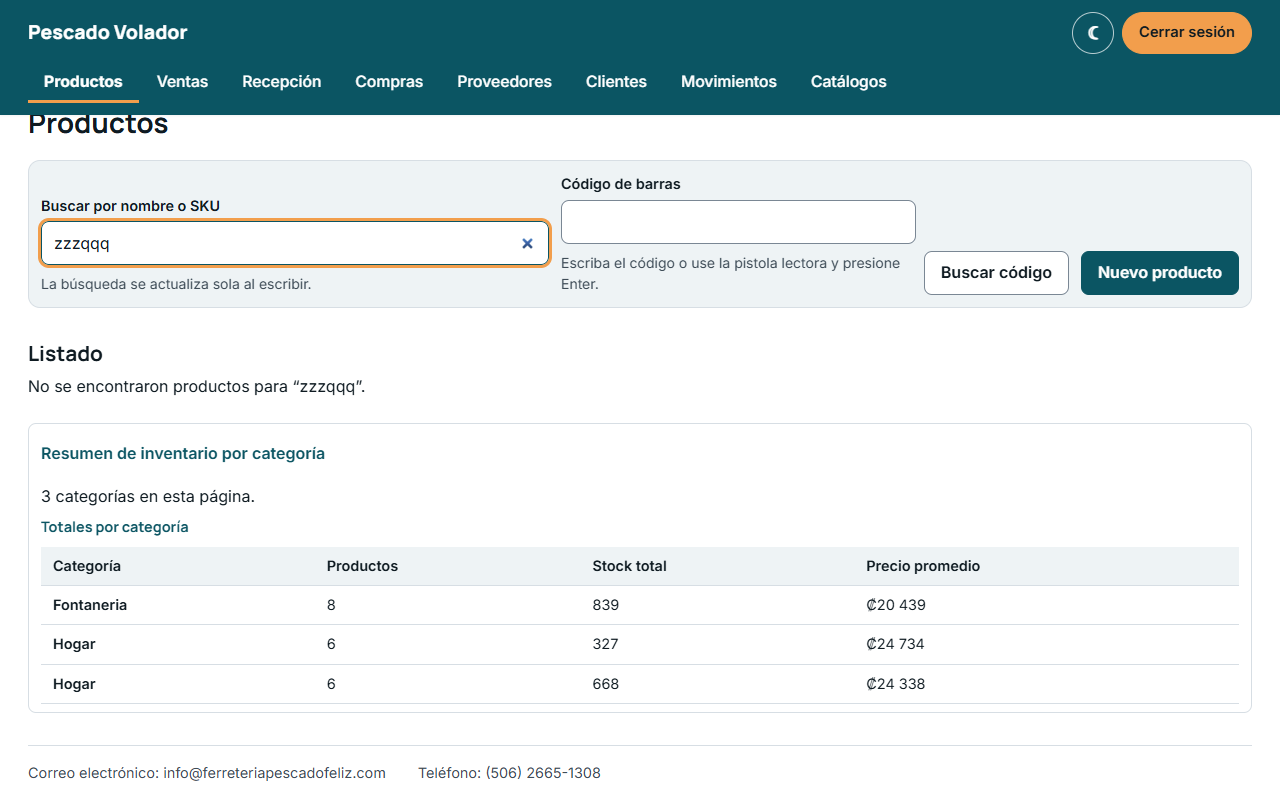 Pescado Volador
Cerrar sesión
Productos Ventas Recepción Compras Proveedores Clientes Movimientos Catálogos
Productos
Buscar por nombre o SKU
zzzqqq
La búsqueda se actualiza sola al escribir.
Código de barras
Escriba el código o use la pistola lectora y presione
Enter.
Buscar código
Nuevo producto
Listado
No se encontraron productos para “zzzqqq”.
Resumen de inventario por categoría
3 categorías en esta página.
Totales por categoría
Categoría Productos Stock total Precio promedio
Fontaneria 8 839 ₡20 439
Hogar 6 327 ₡24 734
Hogar 6 668 ₡24 338
Correo electrónico: info@ferreteriapescadofeliz.com Teléfono: (506) 2665-1308